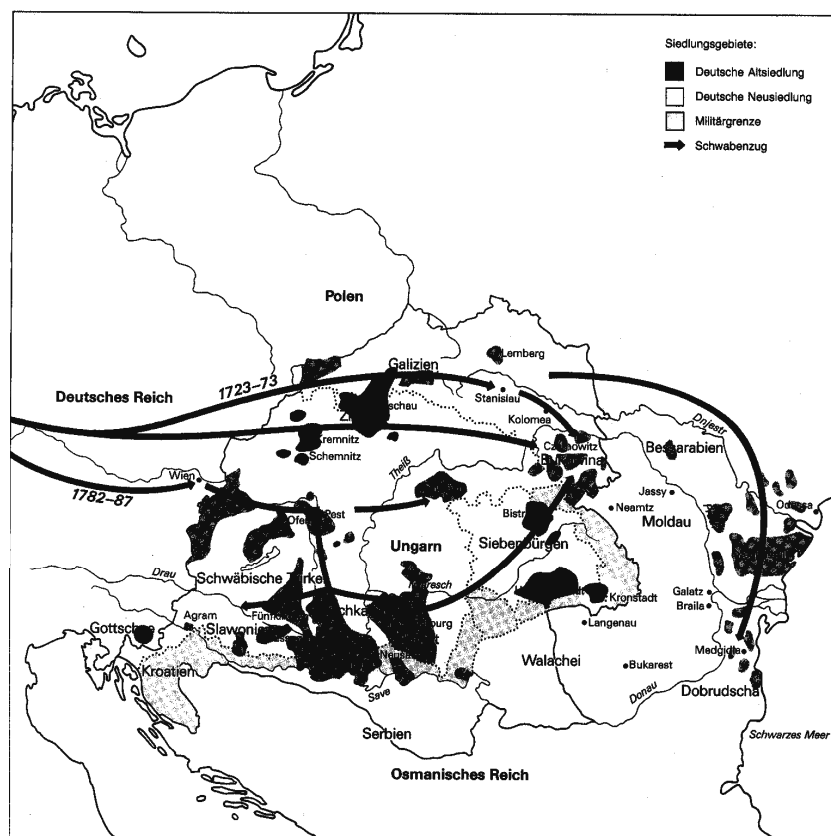 Siedlungsgebiete:
Deutsche Altsiedlung
Deutsche Neusiedlung
Militärgrenze
Schwabenzug
Polen
Lemberg
Galizien
1723–73
Deutsches Reich
Stanislau
Kolomea
Dnjestr
Kremnitz
Bessarabien
Schemnitz
Theiß
Wien
1782–87
Jassy
Odessa
Neamtz
Ofen
Pest
Moldau
Ungarn
Siebenbürgen
Drau
Schwäbische Türkei
Galatz
Kronstadt
Braila
Agram
Gottschee
Slawonien
Langenau
Medgidia
Kroatien
Walachei
Bukarest
Donau
Dobrudscha
Save
Serbien
Schwarzes Meer
Osmanisches Reich